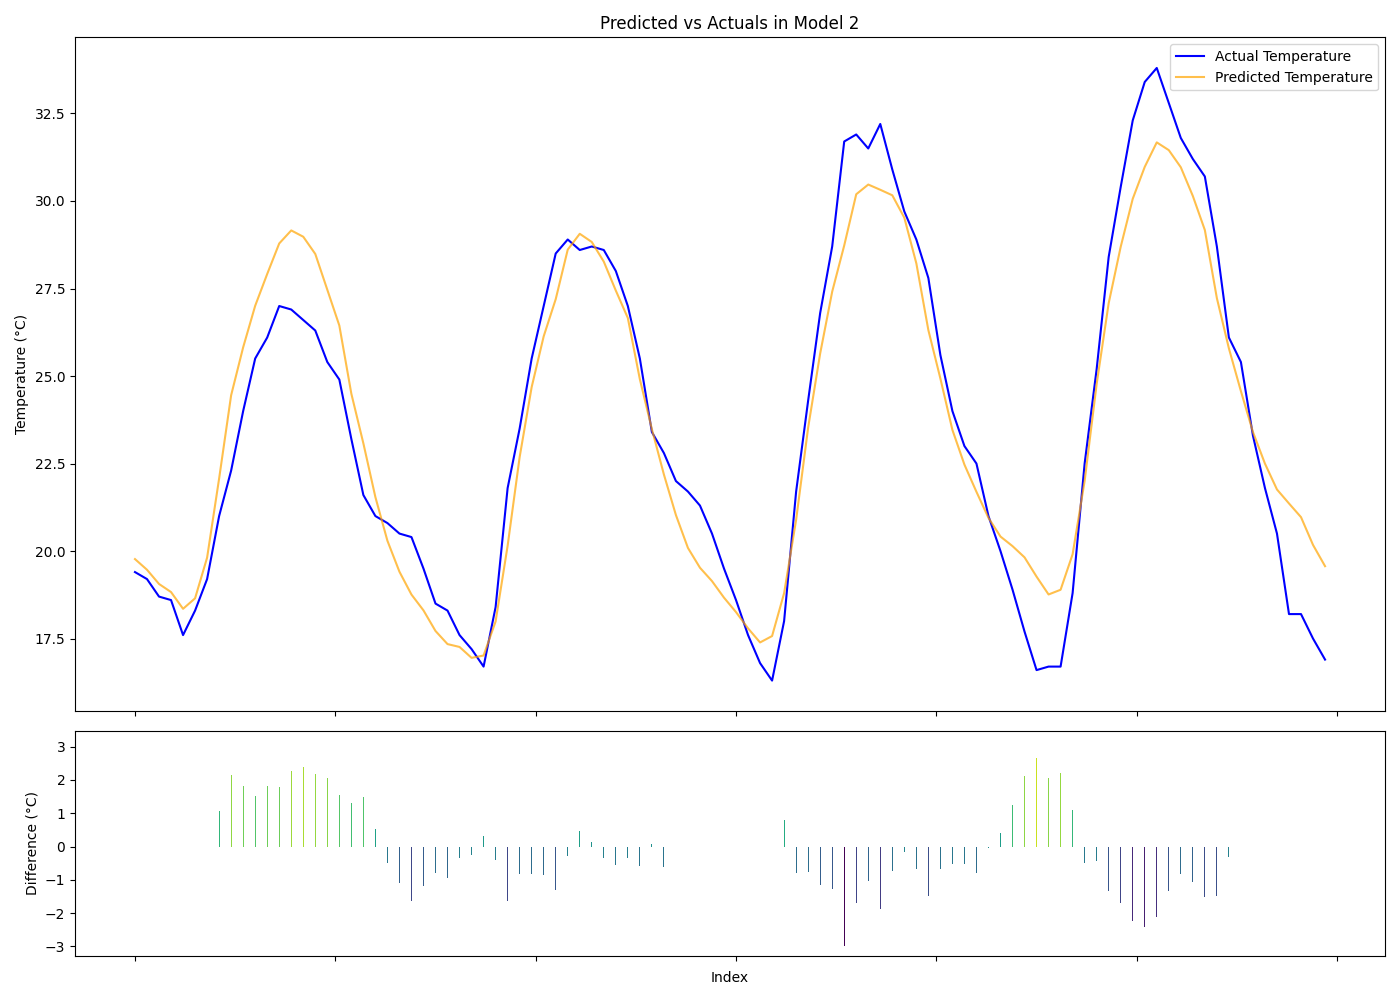 Predicted vs Actuals in Model 2
Actual Temperature
Predicted Temperature
Temperature (°C)
32.5
30.0
27.5
25.0
22.5
20.0
17.5
Difference (°C)
3
2
1
0
−1
−2
−3
Index